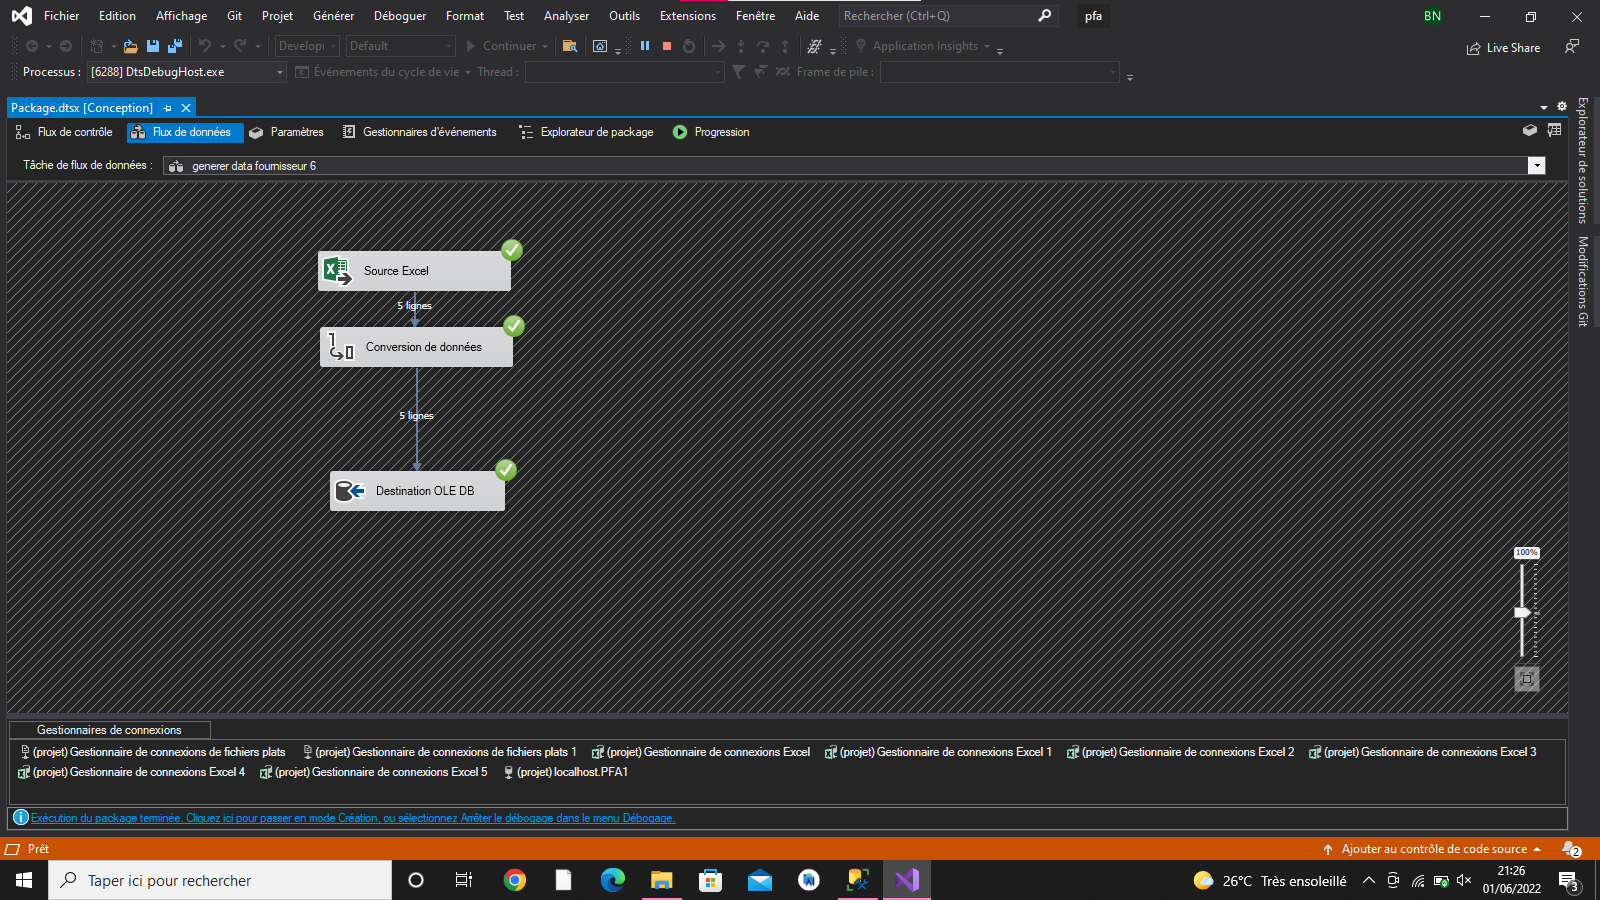 Fichier Edition Affichage Git Projet Générer Déboguer Format Test Analyser Outils Extensions Fenêtre Aide Rechercher (Ctrl+Q) pfa BN
Developi Default Continuer Application Insights Live Share
Processus : [6288] DtsDebugHost.exe Événements du cycle de vie Thread : Frame de pile :
Package.dtsx [Conception]
Flux de contrôle Flux de données Paramètres Gestionnaires d'événements Explorateur de package Progression
Tâche de flux de données : generer data fournisseur 6
Explorateur de solutions
Modifications Git
Source Excel
5 lignes
Conversion de données
5 lignes
Destination OLE DB
100%
Gestionnaires de connexions
(projet) Gestionnaire de connexions de fichiers plats (projet) Gestionnaire de connexions de fichiers plats 1 (projet) Gestionnaire de connexions Excel (projet) Gestionnaire de connexions Excel 1 (projet) Gestionnaire de connexions Excel 2 (projet) Gestionnaire de connexions Excel 3
(projet) Gestionnaire de connexions Excel 4 (projet) Gestionnaire de connexions Excel 5 (projet) localhost.PFA1
Exécution du package terminée. Cliquez ici pour passer en mode Création, ou sélectionnez Arrêter le débogage dans le menu Débogage.
Prêt Ajouter au contrôle de code source 2
Taper ici pour rechercher 26°C Très ensoleillé 21:26
01/06/2022 3